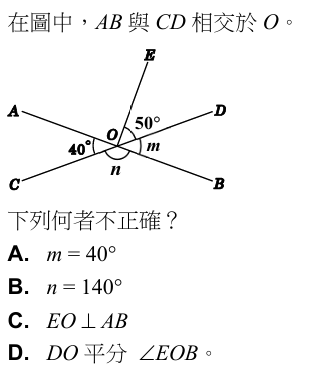 在圖中，AB 與 CD 相交於 O。
E
A
D
O
50°
40°
m
n
C
B
下列何者不正確？
A. m = 40°
B. n = 140°
C. EO ⊥ AB
D. DO 平分 ∠EOB。